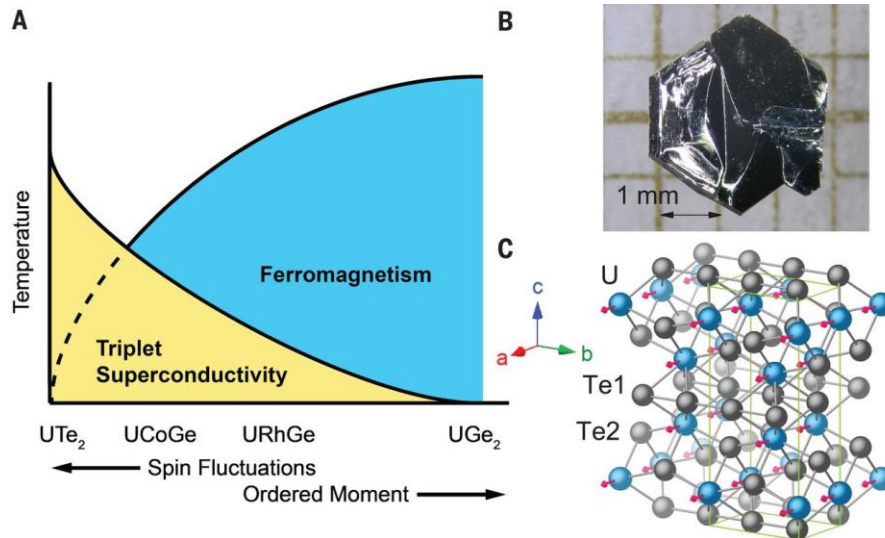 A
Temperature
Ferromagnetism
Triplet
Superconductivity
UTe₂
UCoGe
URhGe
UGe₂
Spin Fluctuations
Ordered Moment
B
1 mm
C
U
c
a
b
Te1
Te2